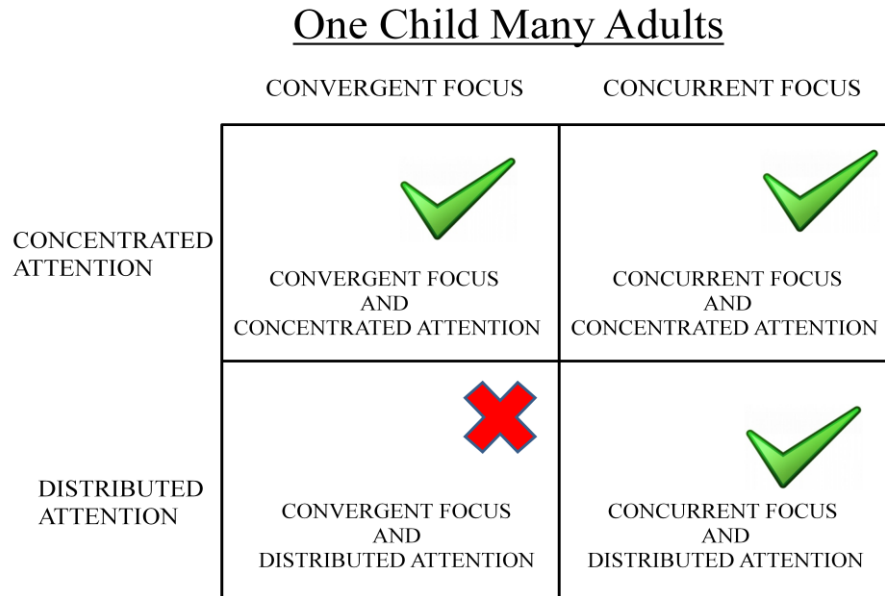 One Child Many Adults
CONVERGENT FOCUS
CONCURRENT FOCUS
CONCENTRATED
ATTENTION
CONVERGENT FOCUS
AND
CONCENTRATED ATTENTION
CONCURRENT FOCUS
AND
CONCENTRATED ATTENTION
DISTRIBUTED
ATTENTION
CONVERGENT FOCUS
AND
DISTRIBUTED ATTENTION
CONCURRENT FOCUS
AND
DISTRIBUTED ATTENTION